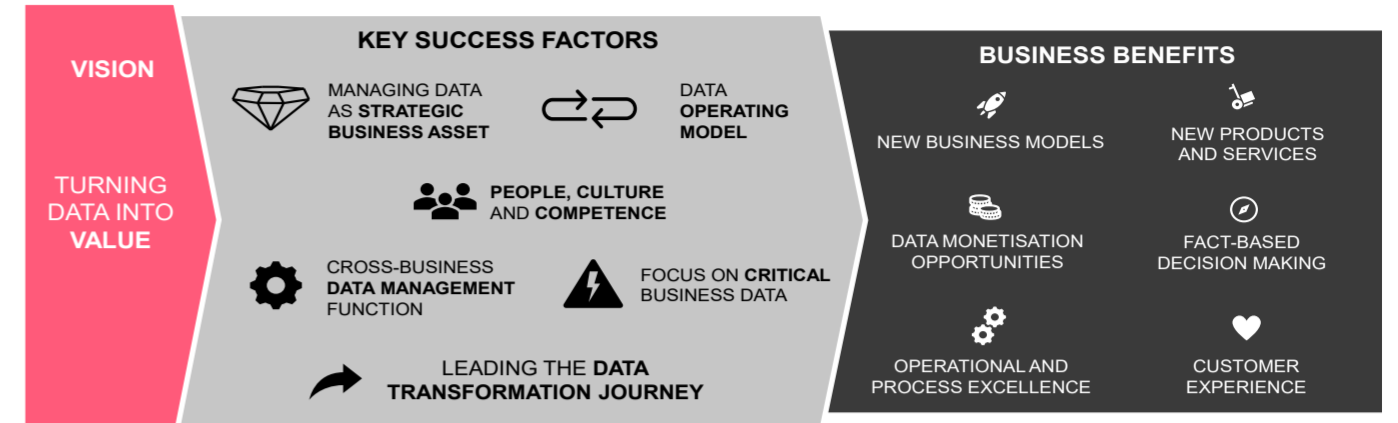 VISION
TURNING
DATA INTO
VALUE
KEY SUCCESS FACTORS
MANAGING DATA
AS STRATEGIC
BUSINESS ASSET
DATA
OPERATING
MODEL
PEOPLE, CULTURE
AND COMPETENCE
CROSS-BUSINESS
DATA MANAGEMENT
FUNCTION
FOCUS ON CRITICAL
BUSINESS DATA
LEADING THE DATA
TRANSFORMATION JOURNEY
BUSINESS BENEFITS
NEW BUSINESS MODELS
NEW PRODUCTS
AND SERVICES
DATA MONETISATION
OPPORTUNITIES
FACT-BASED
DECISION MAKING
OPERATIONAL AND
PROCESS EXCELLENCE
CUSTOMER
EXPERIENCE